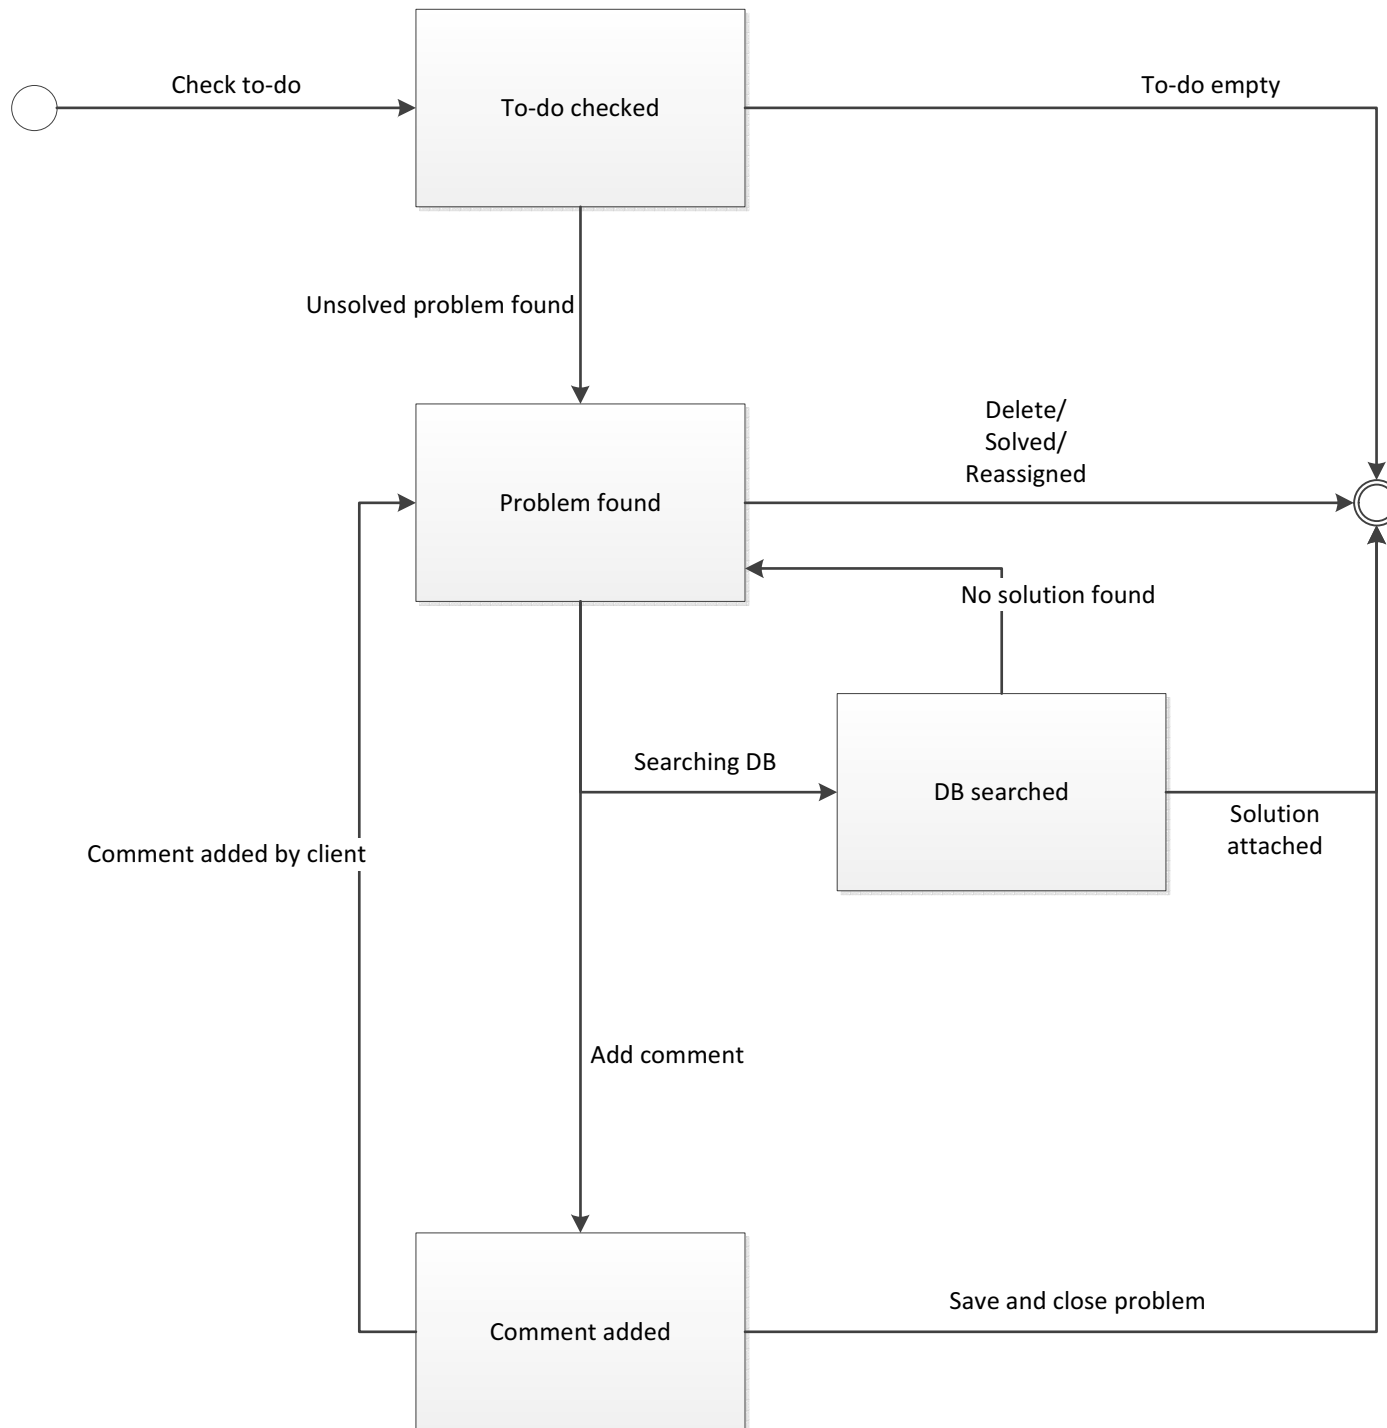 Check to-do
To-do checked
To-do empty
Unsolved problem found
Delete/
Solved/
Reassigned
Problem found
No solution found
Searching DB
DB searched
Solution
attached
Comment added by client
Add comment
Save and close problem
Comment added